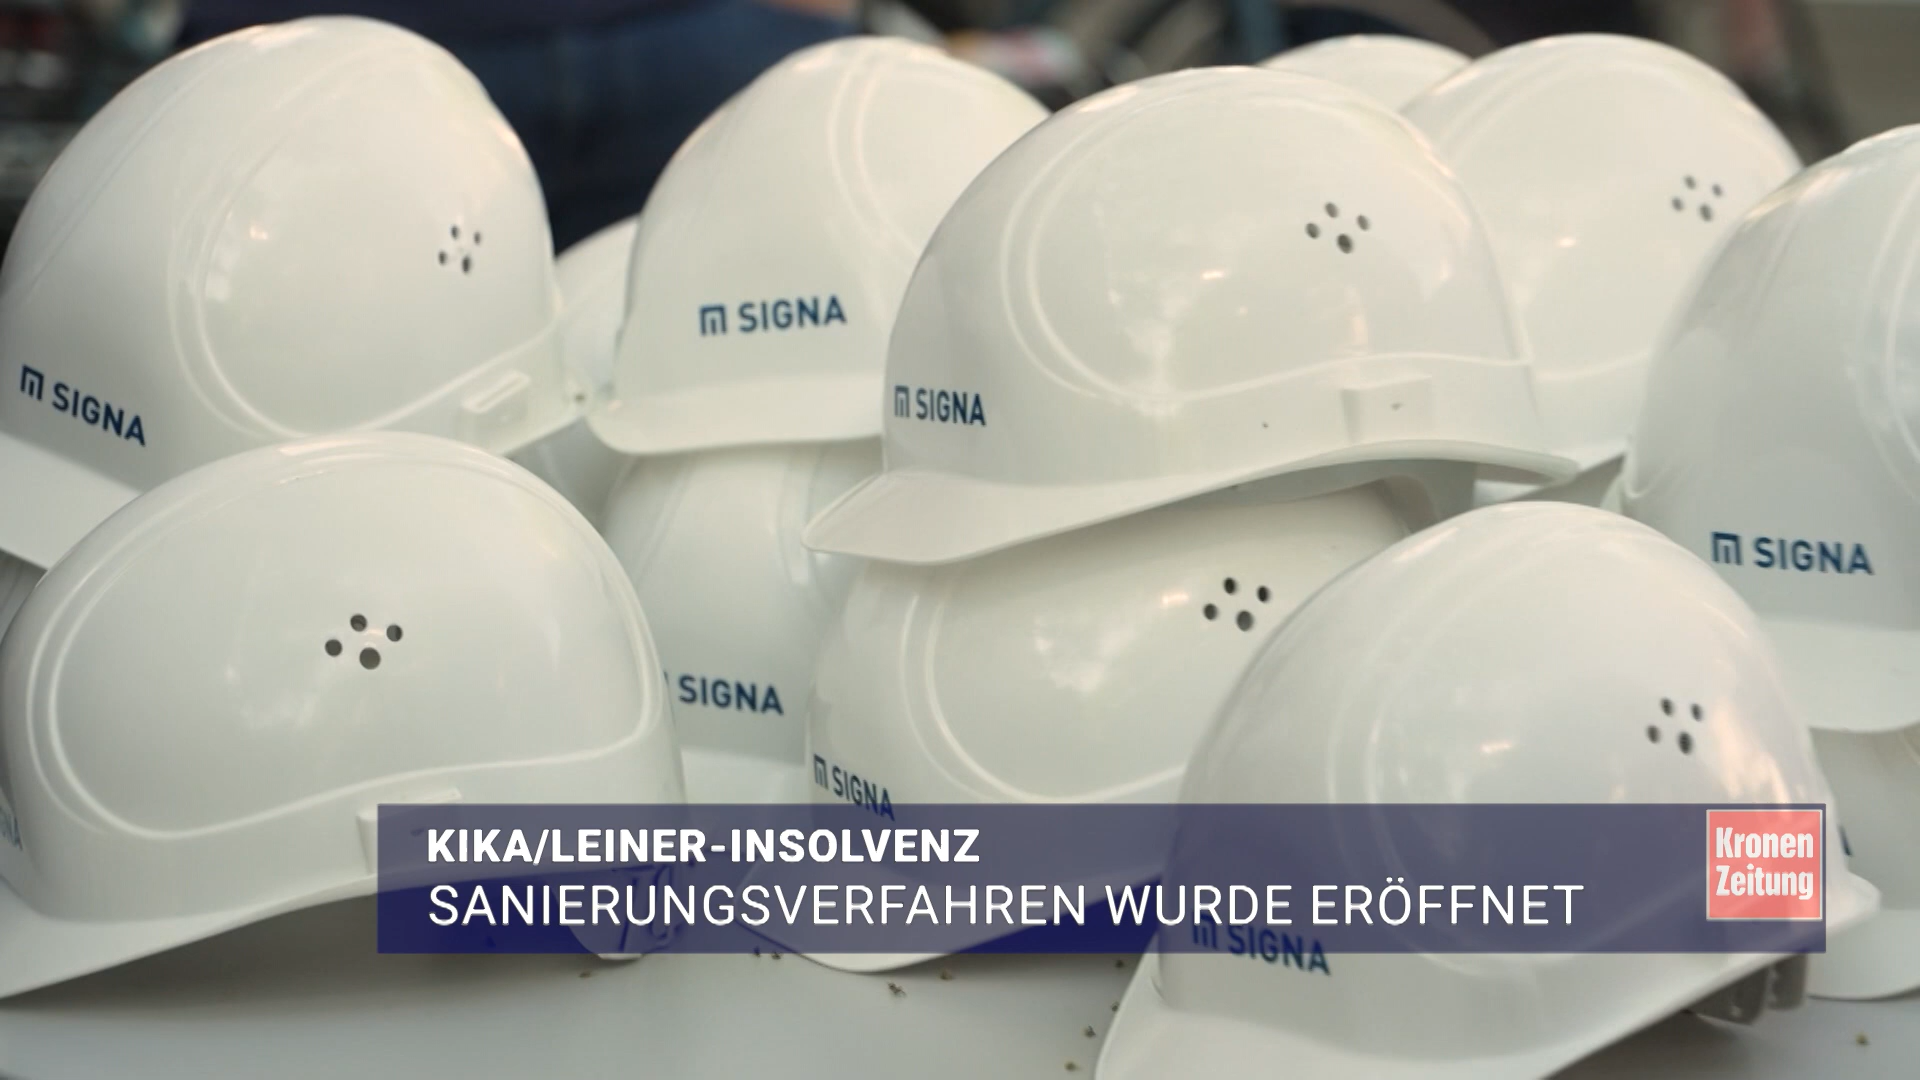 SIGNA
SIGNA
SIGNA
SIGNA
SIGNA
SIGNA
KIKA/LEINER-INSOLVENZ
SANIERUNGSVERFAHREN WURDE ERÖFFNET
Kronen
Zeitung
SIGNA